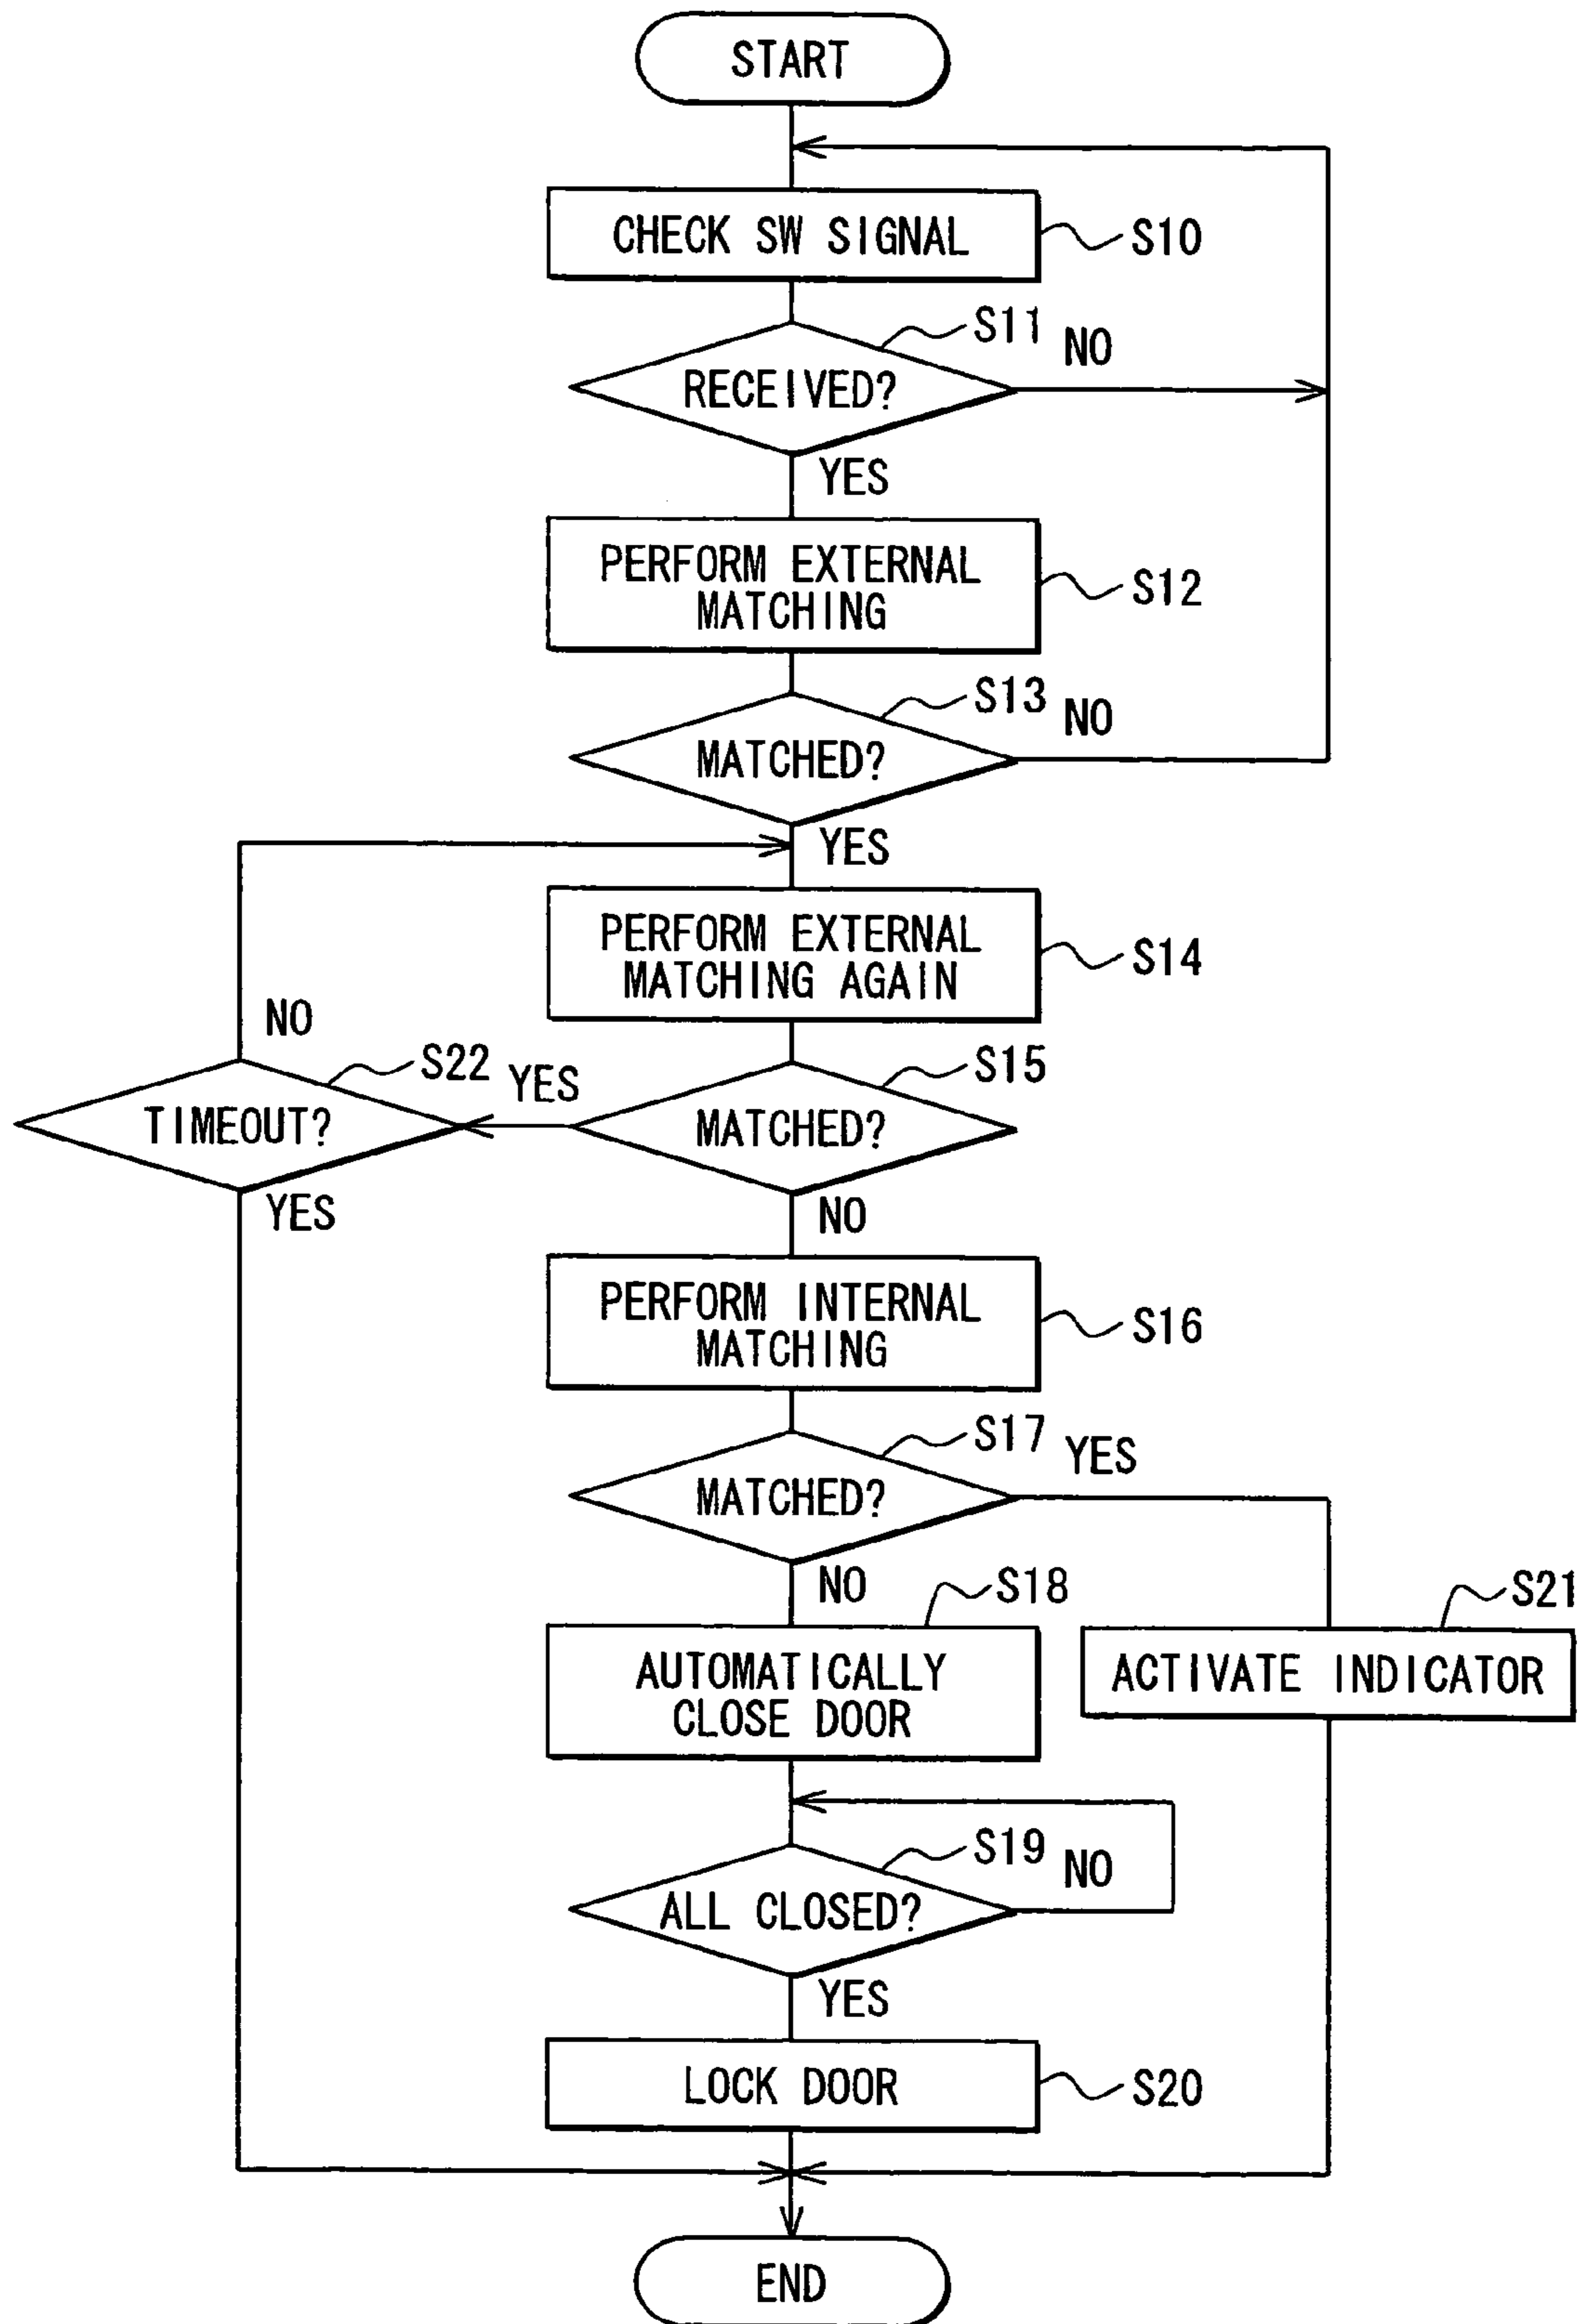 START
CHECK SW SIGNAL
S10
S11
NO
RECEIVED?
YES
PERFORM EXTERNAL
MATCHING
S12
S13
NO
MATCHED?
YES
PERFORM EXTERNAL
MATCHING AGAIN
S14
NO
S22
YES
S15
TIMEOUT?
MATCHED?
YES
NO
PERFORM INTERNAL
MATCHING
S16
S17
YES
MATCHED?
NO
S18
S21
AUTOMATICALLY
CLOSE DOOR
ACTIVATE INDICATOR
S19
NO
ALL CLOSED?
YES
LOCK DOOR
S20
END